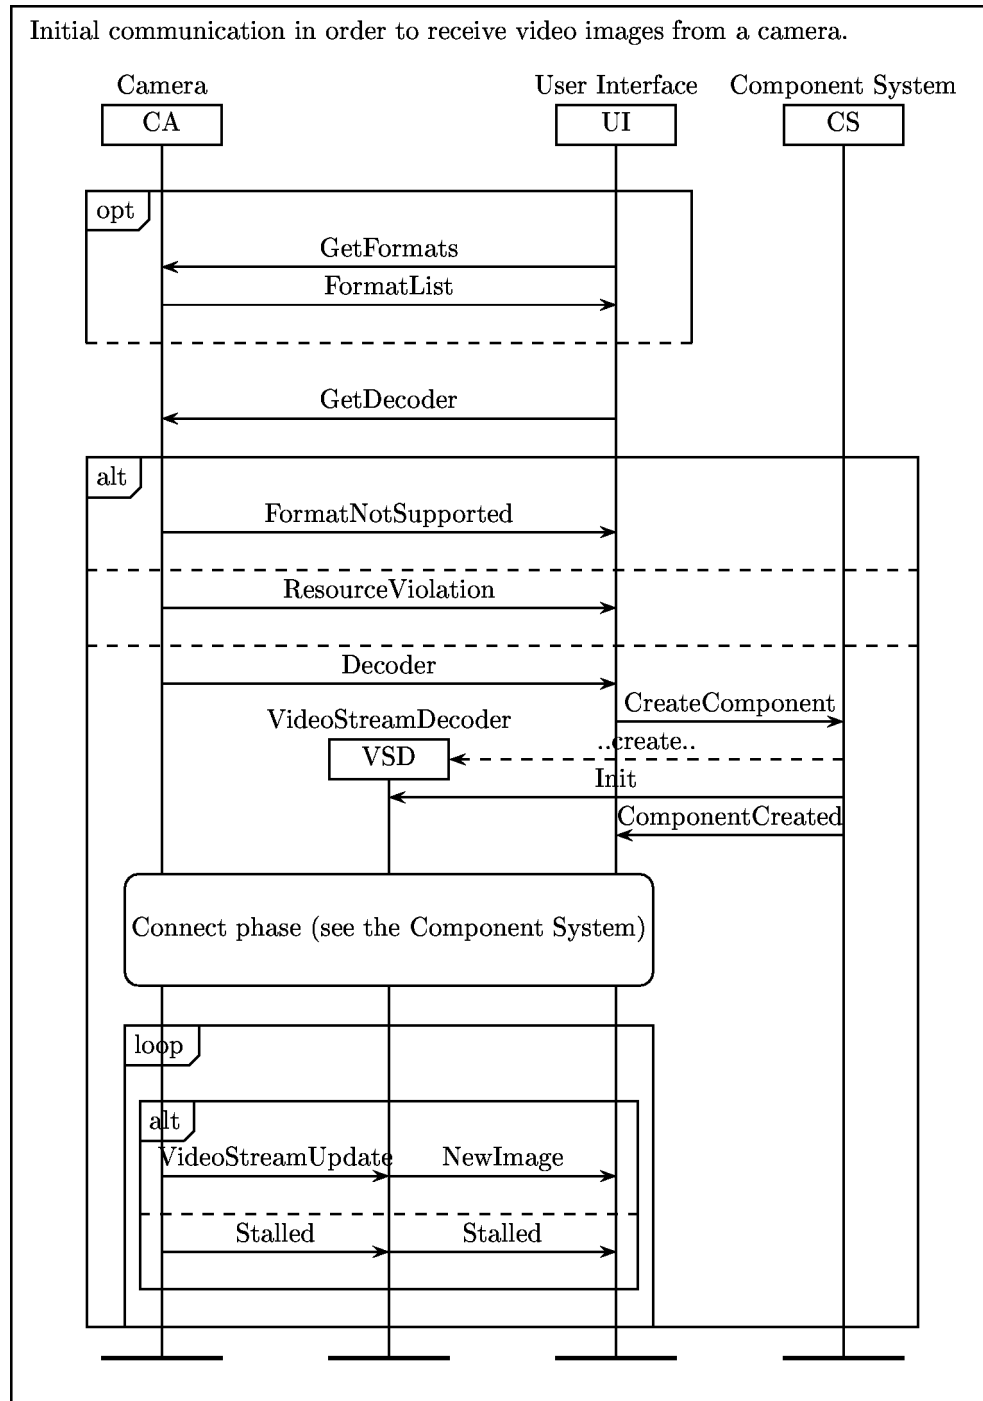 Initial communication in order to receive video images from a camera.
Camera
User Interface
Component System
CA
UI
CS
opt
GetFormats
FormatList
GetDecoder
alt
FormatNotSupported
ResourceViolation
Decoder
CreateComponent
VideoStreamDecoder
..create..
VSD
Init
ComponentCreated
Connect phase (see the Component System)
loop
alt
VideoStreamUpdate
NewImage
Stalled
Stalled